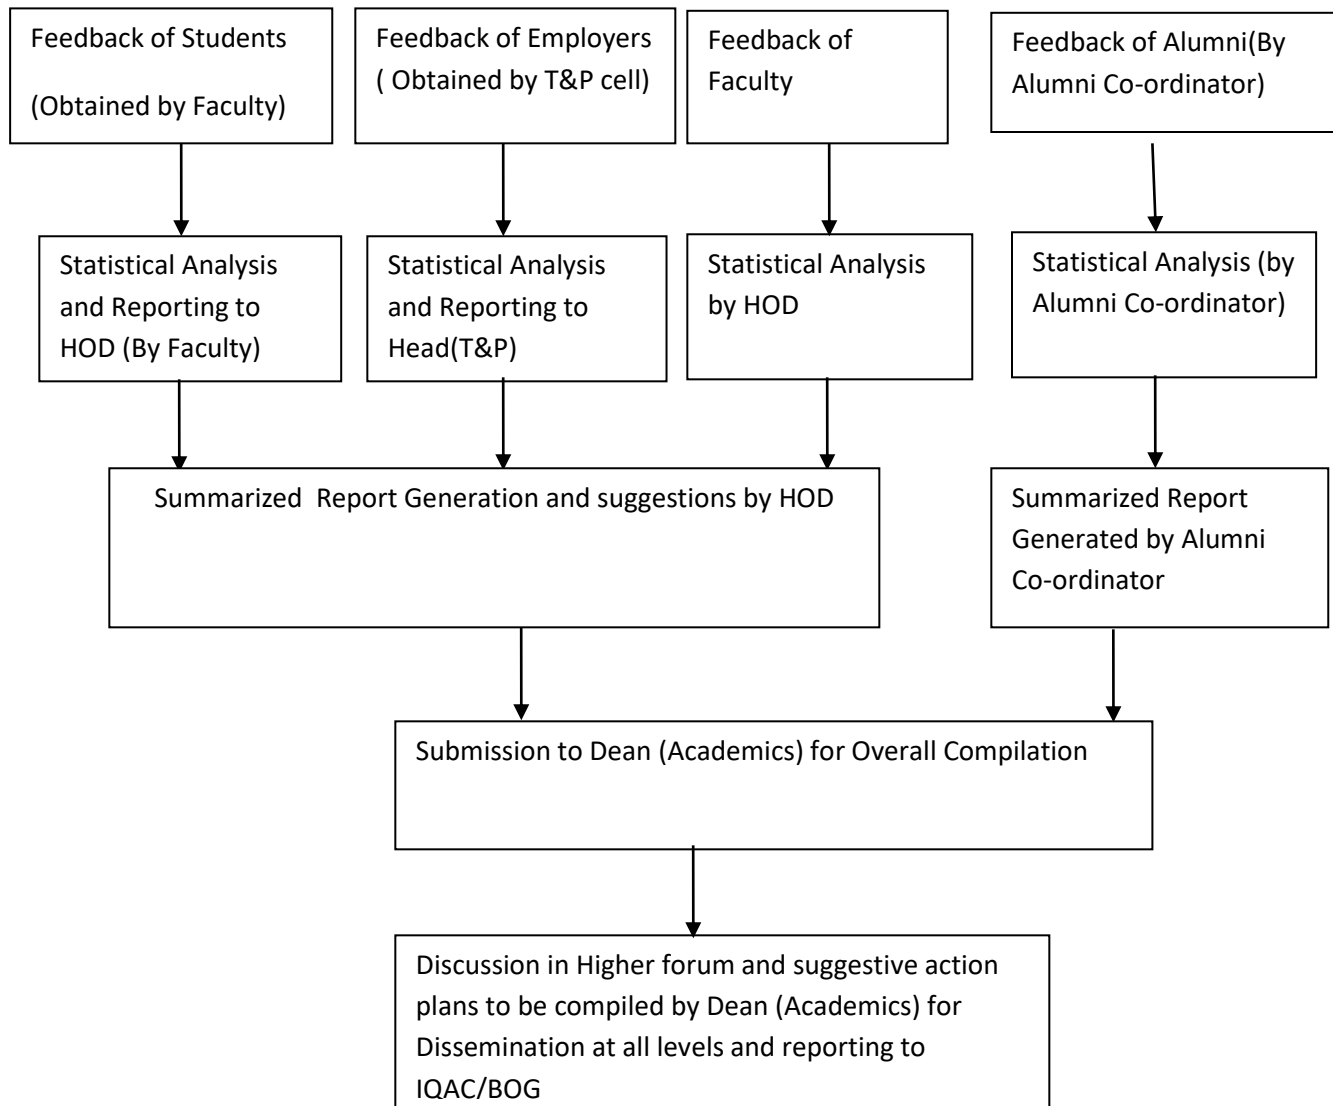 Feedback of Students
(Obtained by Faculty)
Feedback of Employers
( Obtained by T&P cell)
Feedback of
Faculty
Feedback of Alumni(By
Alumni Co-ordinator)
Statistical Analysis
and Reporting to
HOD (By Faculty)
Statistical Analysis
and Reporting to
Head(T&P)
Statistical Analysis
by HOD
Statistical Analysis (by
Alumni Co-ordinator)
Summarized  Report Generation and suggestions by HOD
Summarized Report
Generated by Alumni
Co-ordinator
Submission to Dean (Academics) for Overall Compilation
Discussion in Higher forum and suggestive action
plans to be compiled by Dean (Academics) for
Dissemination at all levels and reporting to
IQAC/BOG